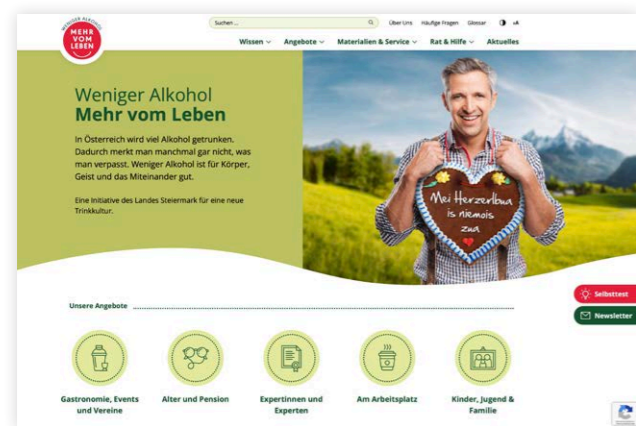 WENIGER ALKOHOL
MEHR
VOM
LEBEN
Suchen ...
Über Uns Häufige Fragen Glossar
Wissen Angebote Materialien & Service Rat & Hilfe Aktuelles
Weniger Alkohol
Mehr vom Leben
In Österreich wird viel Alkohol getrunken.
Dadurch merkt man manchmal gar nicht, was
man verpasst. Weniger Alkohol ist für Körper,
Geist und das Miteinander gut.
Eine Initiative des Landes Steiermark für eine neue
Trinkkultur.
Mei Herzerlbua
is niemois
zua
Selbsttest
Newsletter
Unsere Angebote
Gastronomie, Events
und Vereine
Alter und Pension
Expertinnen und
Experten
Am Arbeitsplatz
Kinder, Jugend &
Familie